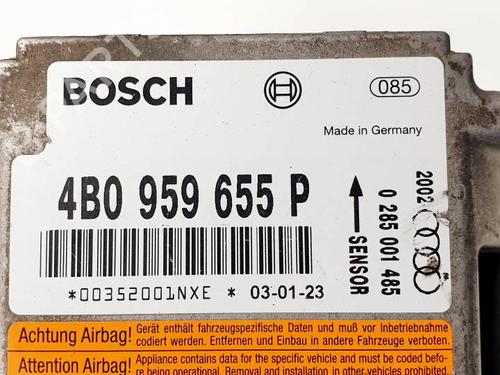 BOSCH
085
Made in Germany
4B0 959 655 P
2002
0 285 001 485
SENSOR
*00352001NXE * 03-01-23
Achtung Airbag! Gerät enthält fahrzeugspezifische Daten und muß vor Inbetriebnahme
codiert werden. Entfernen und Einbau in andere Fahrzeuge verboten.
Attention Airbag! Appliance contains data for the specific vehicle and must be coded befo-
re being operational. Removal and installation in other vehicles prohibited.